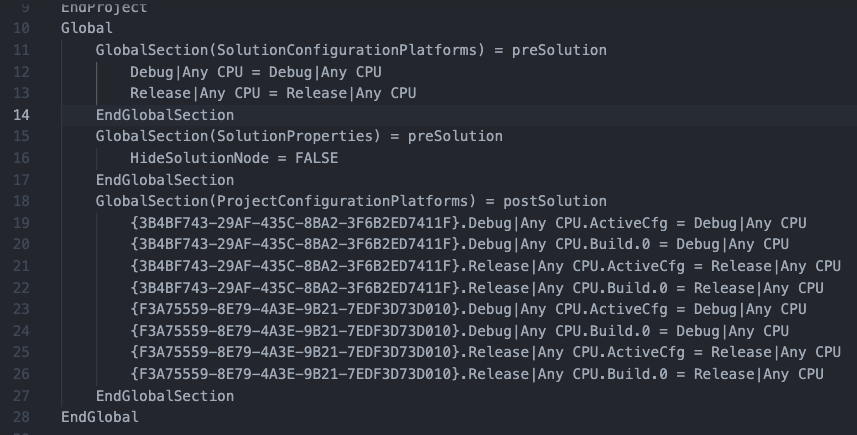 9 EndProject
10 Global
11 GlobalSection(SolutionConfigurationPlatforms) = preSolution
12 Debug|Any CPU = Debug|Any CPU
13 Release|Any CPU = Release|Any CPU
14 EndGlobalSection
15 GlobalSection(SolutionProperties) = preSolution
16 HideSolutionNode = FALSE
17 EndGlobalSection
18 GlobalSection(ProjectConfigurationPlatforms) = postSolution
19 {3B4BF743-29AF-435C-8BA2-3F6B2ED7411F}.Debug|Any CPU.ActiveCfg = Debug|Any CPU
20 {3B4BF743-29AF-435C-8BA2-3F6B2ED7411F}.Debug|Any CPU.Build.0 = Debug|Any CPU
21 {3B4BF743-29AF-435C-8BA2-3F6B2ED7411F}.Release|Any CPU.ActiveCfg = Release|Any CPU
22 {3B4BF743-29AF-435C-8BA2-3F6B2ED7411F}.Release|Any CPU.Build.0 = Release|Any CPU
23 {F3A75559-8E79-4A3E-9B21-7EDF3D73D010}.Debug|Any CPU.ActiveCfg = Debug|Any CPU
24 {F3A75559-8E79-4A3E-9B21-7EDF3D73D010}.Debug|Any CPU.Build.0 = Debug|Any CPU
25 {F3A75559-8E79-4A3E-9B21-7EDF3D73D010}.Release|Any CPU.ActiveCfg = Release|Any CPU
26 {F3A75559-8E79-4A3E-9B21-7EDF3D73D010}.Release|Any CPU.Build.0 = Release|Any CPU
27 EndGlobalSection
28 EndGlobal